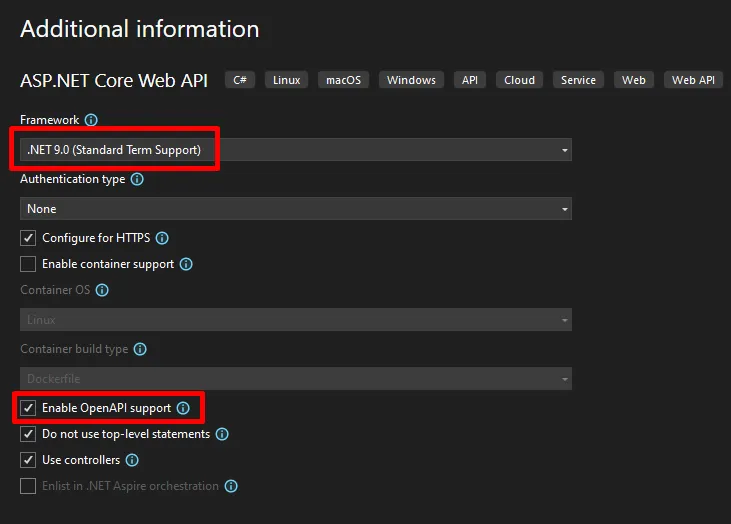 Additional information
ASP.NET Core Web API C# Linux macOS Windows API Cloud Service Web Web API
Framework
.NET 9.0 (Standard Term Support)
Authentication type
None
Configure for HTTPS
Enable container support
Container OS
Linux
Container build type
Dockerfile
Enable OpenAPI support
Do not use top-level statements
Use controllers
Enlist in .NET Aspire orchestration